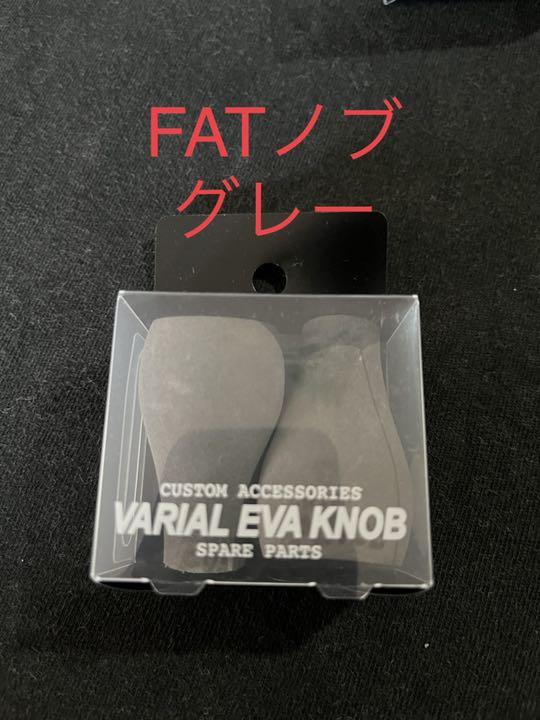 FATノブ
グレー
CUSTOM ACCESSORIES
VARIAL EVA KNOB
SPARE PARTS